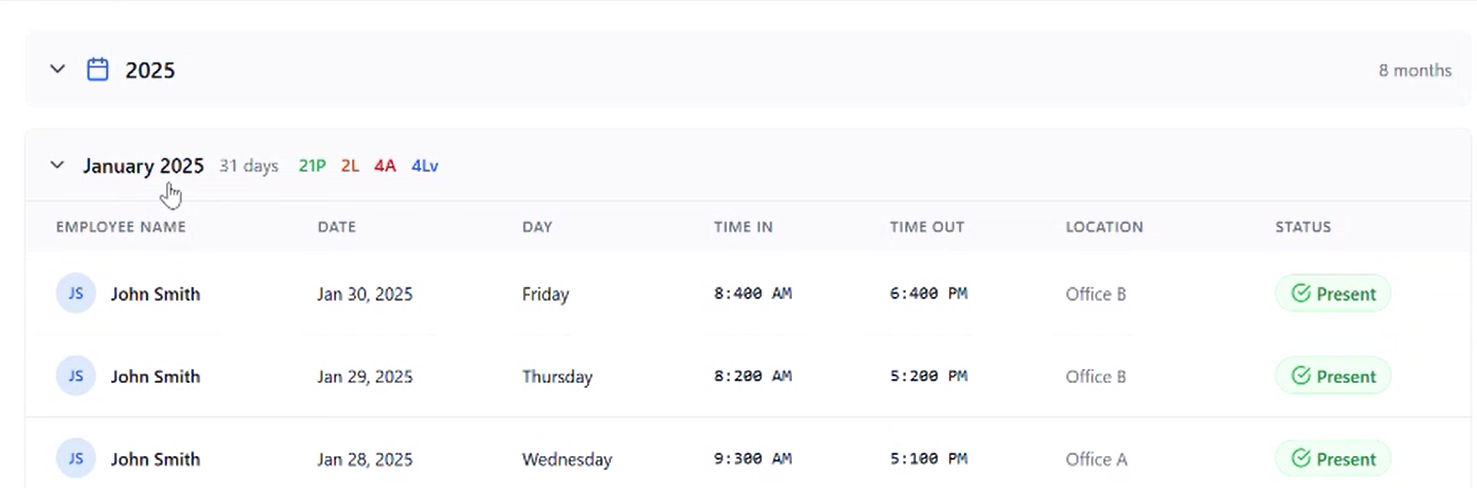 2025 8 months
January 2025 31 days 21P 2L 4A 4Lv
EMPLOYEE NAME DATE DAY TIME IN TIME OUT LOCATION STATUS
JS John Smith Jan 30, 2025 Friday 8:400 AM 6:400 PM Office B Present
JS John Smith Jan 29, 2025 Thursday 8:200 AM 5:200 PM Office B Present
JS John Smith Jan 28, 2025 Wednesday 9:300 AM 5:100 PM Office A Present